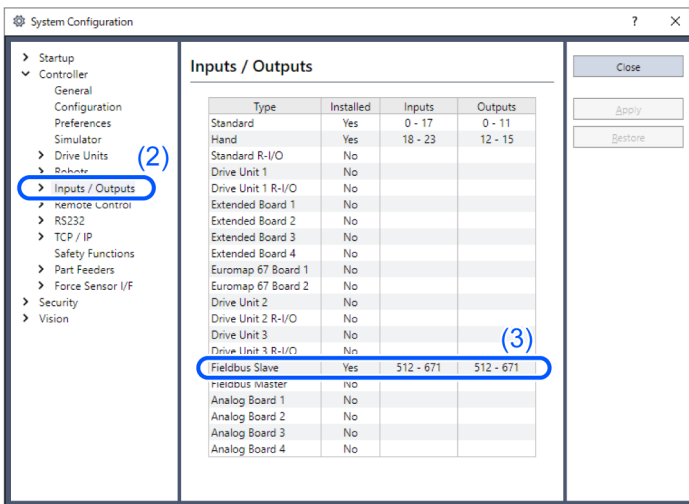 System Configuration
? ×
> Startup
Controller
General
Configuration
Preferences
Simulator
> Drive Units
(2)
> Robots
> Inputs / Outputs
> Remote Control
> RS232
> TCP / IP
Safety Functions
> Part Feeders
> Force Sensor I/F
> Security
> Vision
Inputs / Outputs
Type Installed Inputs Outputs
Standard Yes 0 - 17 0 - 11
Hand Yes 18 - 23 12 - 15
Standard R-I/O No
Drive Unit 1 No
Drive Unit 1 R-I/O No
Extended Board 1 No
Extended Board 2 No
Extended Board 3 No
Extended Board 4 No
Euromap 67 Board 1 No
Euromap 67 Board 2 No
Drive Unit 2 No
Drive Unit 2 R-I/O No
Drive Unit 3 No
(3)
Drive Unit 3 R-I/O No
Fieldbus Slave Yes 512 - 671 512 - 671
Fieldbus Master No
Analog Board 1 No
Analog Board 2 No
Analog Board 3 No
Analog Board 4 No
Close
Apply
Restore